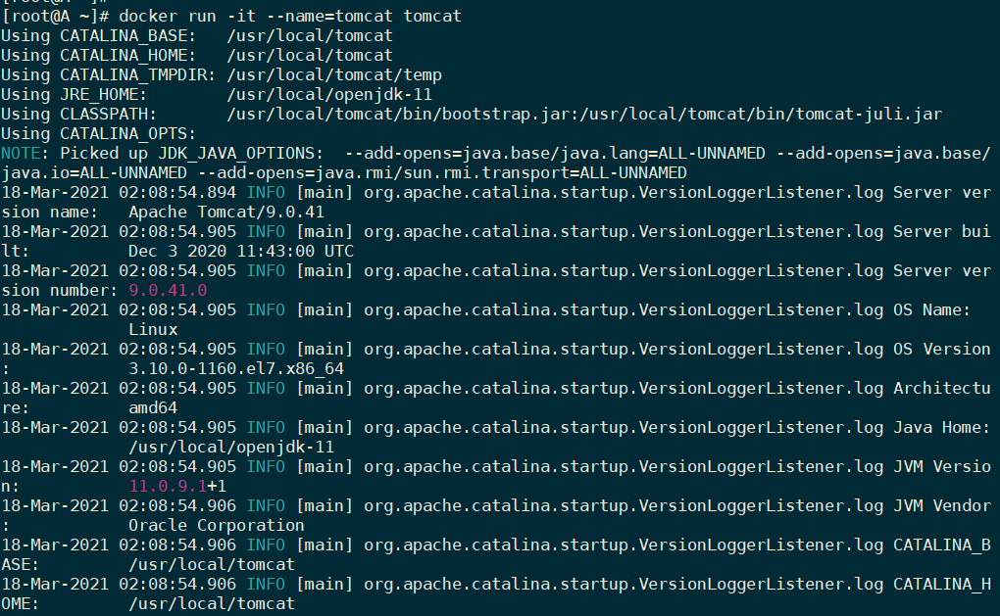 [root@A ~]# docker run -it --name=tomcat tomcat
Using CATALINA_BASE:   /usr/local/tomcat
Using CATALINA_HOME:   /usr/local/tomcat
Using CATALINA_TMPDIR: /usr/local/tomcat/temp
Using JRE_HOME:        /usr/local/openjdk-11
Using CLASSPATH:       /usr/local/tomcat/bin/bootstrap.jar:/usr/local/tomcat/bin/tomcat-juli.jar
Using CATALINA_OPTS:
NOTE: Picked up JDK_JAVA_OPTIONS:  --add-opens=java.base/java.lang=ALL-UNNAMED --add-opens=java.base/
java.io=ALL-UNNAMED --add-opens=java.rmi/sun.rmi.transport=ALL-UNNAMED
18-Mar-2021 02:08:54.894 INFO [main] org.apache.catalina.startup.VersionLoggerListener.log Server ver
sion name:   Apache Tomcat/9.0.41
18-Mar-2021 02:08:54.905 INFO [main] org.apache.catalina.startup.VersionLoggerListener.log Server bui
lt:          Dec 3 2020 11:43:00 UTC
18-Mar-2021 02:08:54.905 INFO [main] org.apache.catalina.startup.VersionLoggerListener.log Server ver
sion number: 9.0.41.0
18-Mar-2021 02:08:54.905 INFO [main] org.apache.catalina.startup.VersionLoggerListener.log OS Name:
             Linux
18-Mar-2021 02:08:54.905 INFO [main] org.apache.catalina.startup.VersionLoggerListener.log OS Version
:            3.10.0-1160.el7.x86_64
18-Mar-2021 02:08:54.905 INFO [main] org.apache.catalina.startup.VersionLoggerListener.log Architectu
re:          amd64
18-Mar-2021 02:08:54.905 INFO [main] org.apache.catalina.startup.VersionLoggerListener.log Java Home:
             /usr/local/openjdk-11
18-Mar-2021 02:08:54.905 INFO [main] org.apache.catalina.startup.VersionLoggerListener.log JVM Versio
n:           11.0.9.1+1
18-Mar-2021 02:08:54.906 INFO [main] org.apache.catalina.startup.VersionLoggerListener.log JVM Vendor
:            Oracle Corporation
18-Mar-2021 02:08:54.906 INFO [main] org.apache.catalina.startup.VersionLoggerListener.log CATALINA_B
ASE:         /usr/local/tomcat
18-Mar-2021 02:08:54.906 INFO [main] org.apache.catalina.startup.VersionLoggerListener.log CATALINA_H
OME:         /usr/local/tomcat